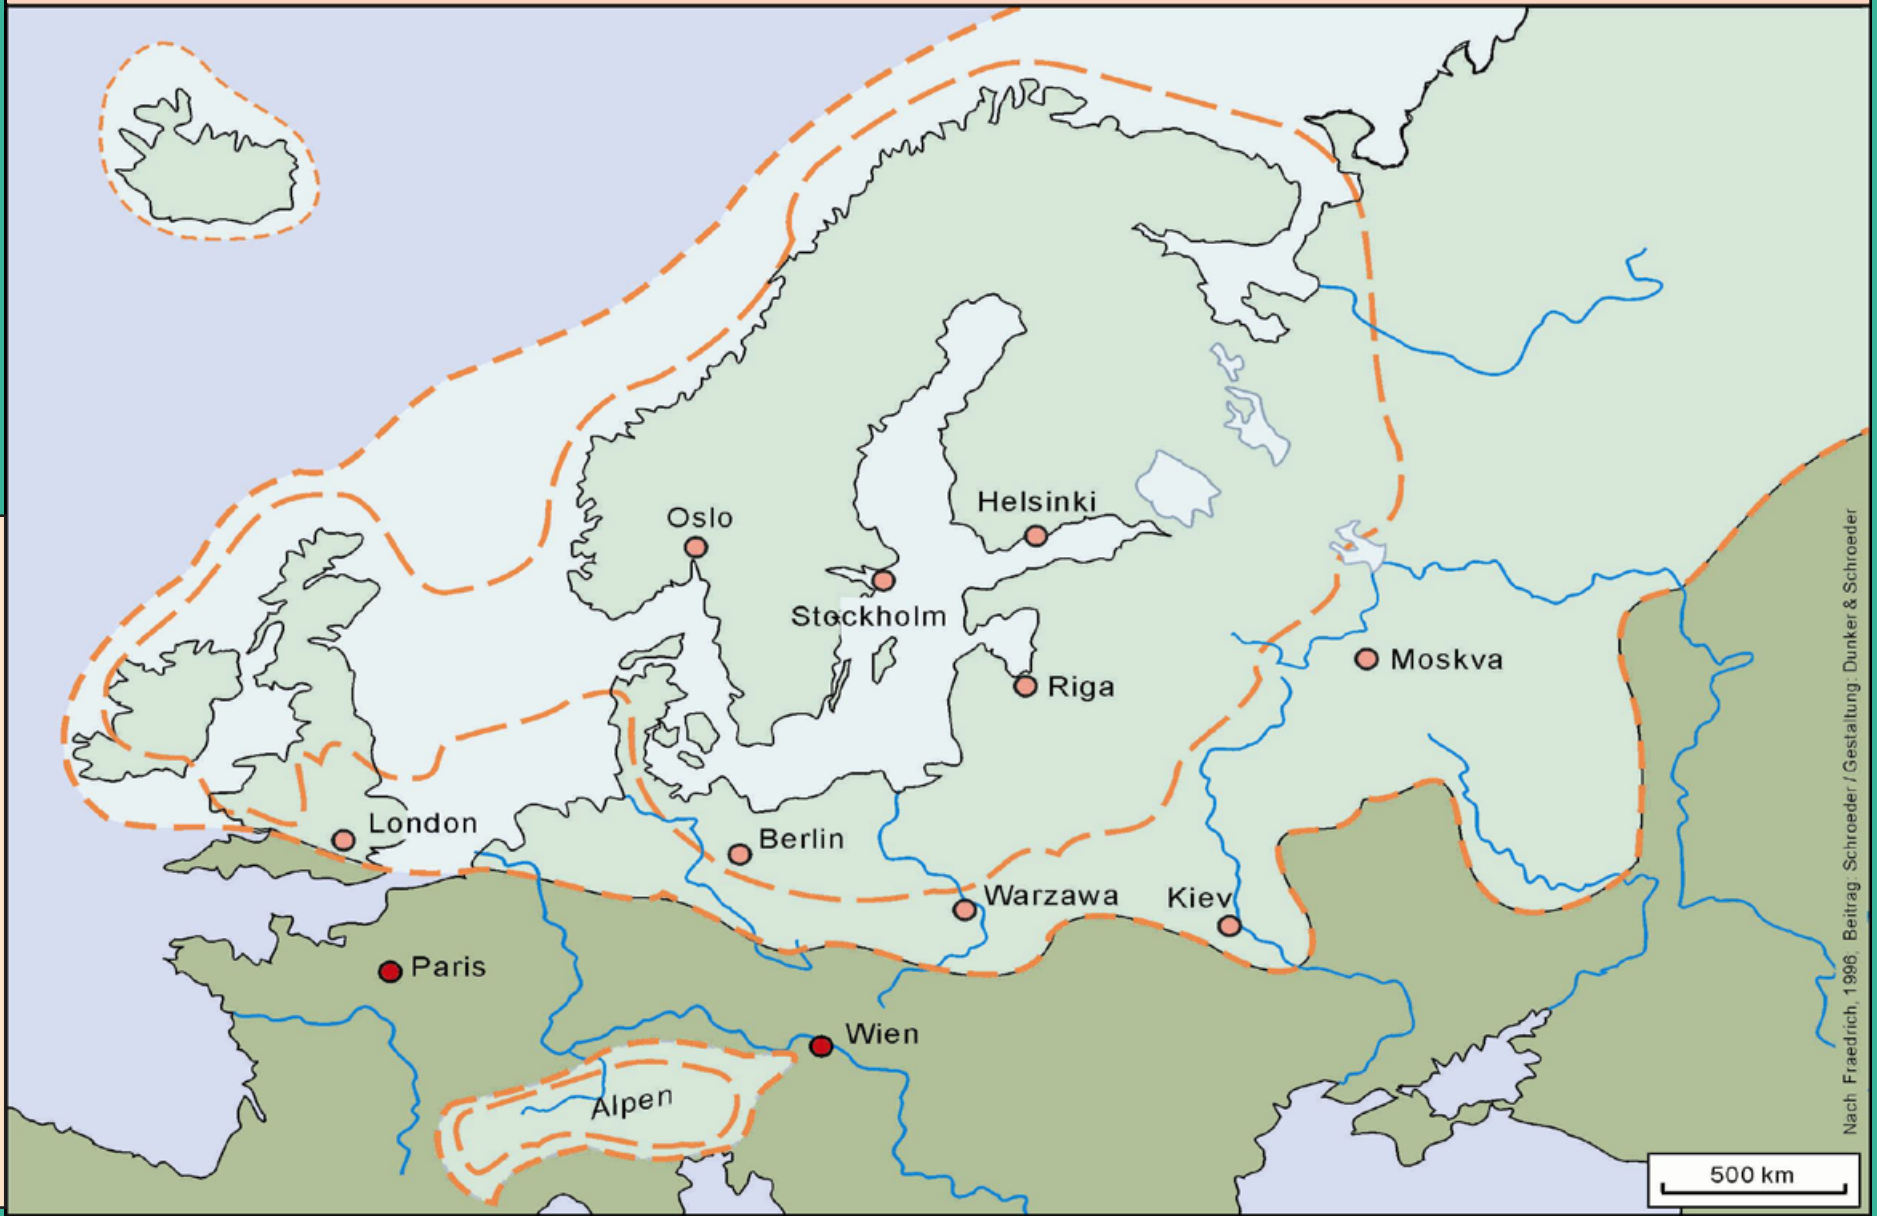 Oslo
Helsinki
Stockholm
Riga
Moskva
London
Berlin
Warzawa
Kiev
Paris
Wien
Alpen
500 km
Nach Fraedrich, 1996, Beitrag: Schroeder / Gestaltung: Dunker & Schroeder